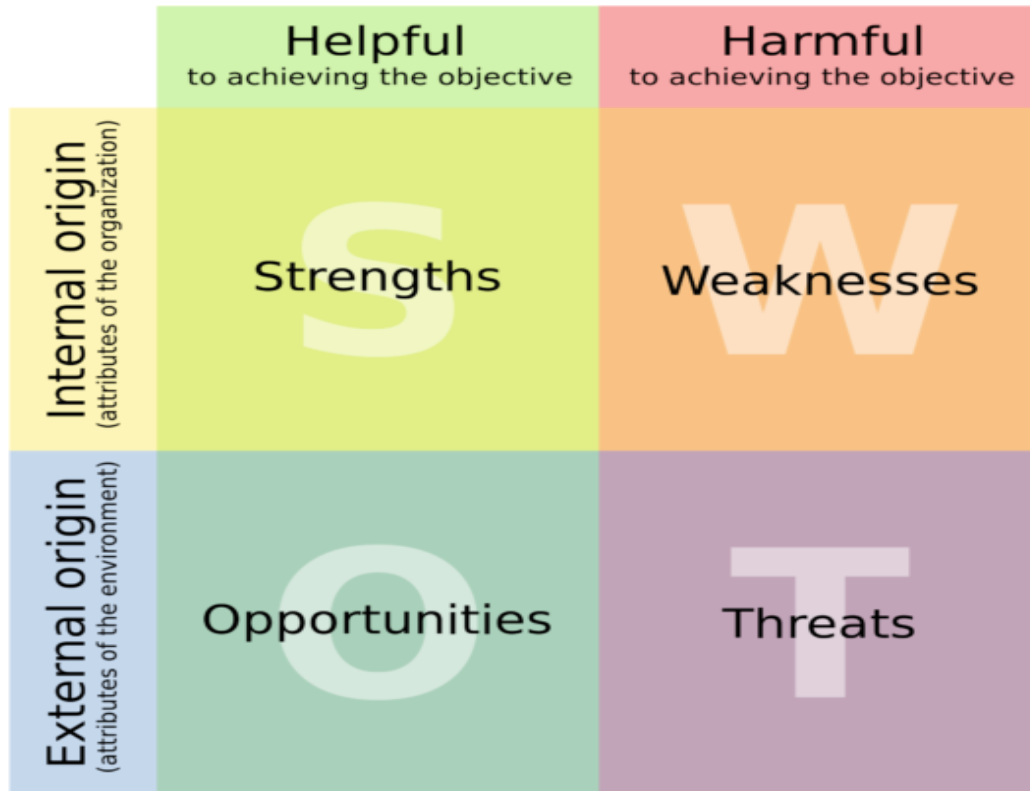 Helpful
to achieving the objective
Harmful
to achieving the objective
Internal origin
(attributes of the organization)
S
Strengths
W
Weaknesses
External origin
(attributes of the environment)
O
Opportunities
T
Threats